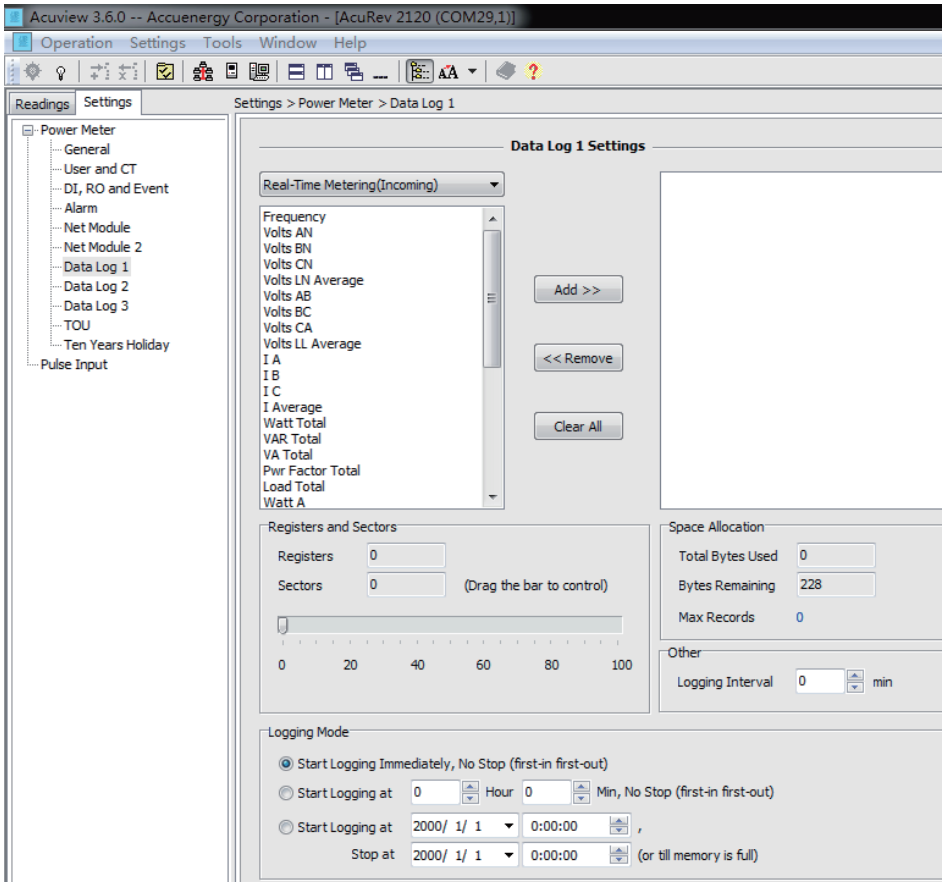 Acuview 3.6.0 -- Accuenergy Corporation - [AcuRev 2120 (COM29,1)]
Operation Settings Tools Window Help
Readings Settings
Settings > Power Meter > Data Log 1
Power Meter
General
User and CT
DI, RO and Event
Alarm
Net Module
Net Module 2
Data Log 1
Data Log 2
Data Log 3
TOU
Ten Years Holiday
Pulse Input
Data Log 1 Settings
Real-Time Metering(Incoming)
Frequency
Volts AN
Volts BN
Volts CN
Volts LN Average
Volts AB
Volts BC
Volts CA
Volts LL Average
I A
I B
I C
I Average
Watt Total
VAR Total
VA Total
Pwr Factor Total
Load Total
Watt A
Add >>
<< Remove
Clear All
Registers and Sectors
Registers 0
Sectors 0 (Drag the bar to control)
0 20 40 60 80 100
Space Allocation
Total Bytes Used 0
Bytes Remaining 228
Max Records 0
Other
Logging Interval 0 min
Logging Mode
Start Logging Immediately, No Stop (first-in first-out)
Start Logging at 0 Hour 0 Min, No Stop (first-in first-out)
Start Logging at 2000/ 1/ 1 0:00:00 ,
Stop at 2000/ 1/ 1 0:00:00 (or till memory is full)